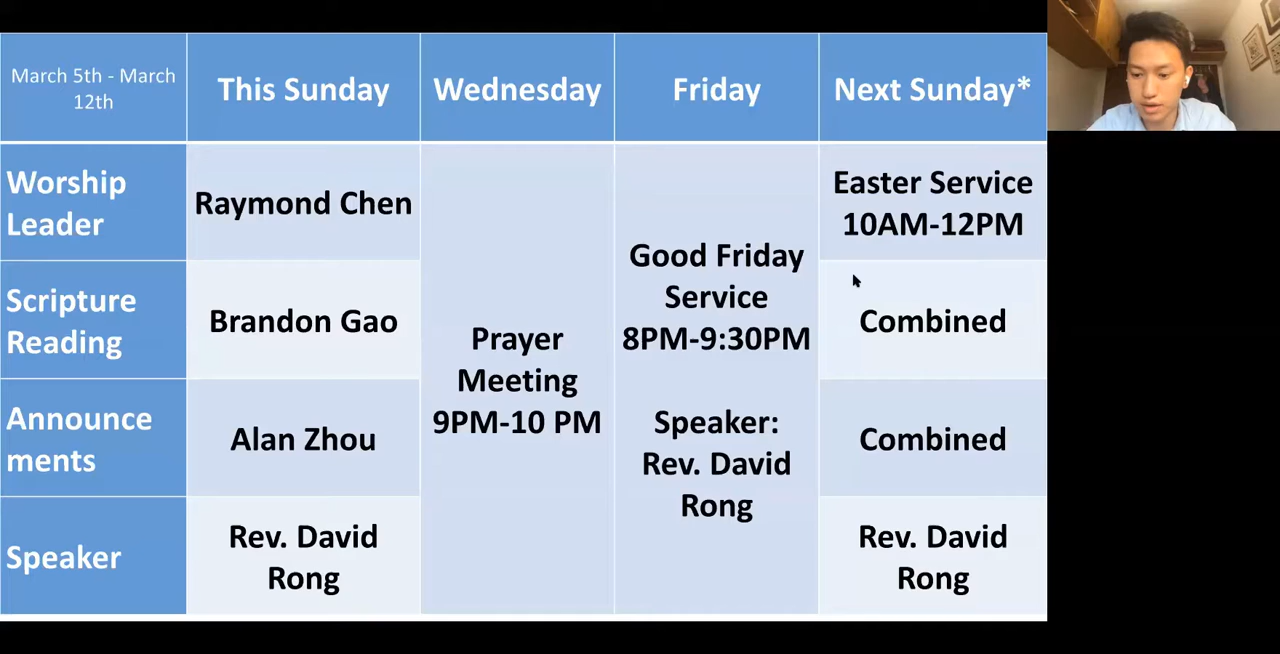 March 5th - March
12th
This Sunday
Wednesday
Friday
Next Sunday*
Worship
Leader
Raymond Chen
Prayer
Meeting
9PM-10 PM
Good Friday
Service
8PM-9:30PM
Speaker:
Rev. David
Rong
Easter Service
10AM-12PM
Scripture
Reading
Brandon Gao
Combined
Announce
ments
Alan Zhou
Combined
Speaker
Rev. David
Rong
Rev. David
Rong